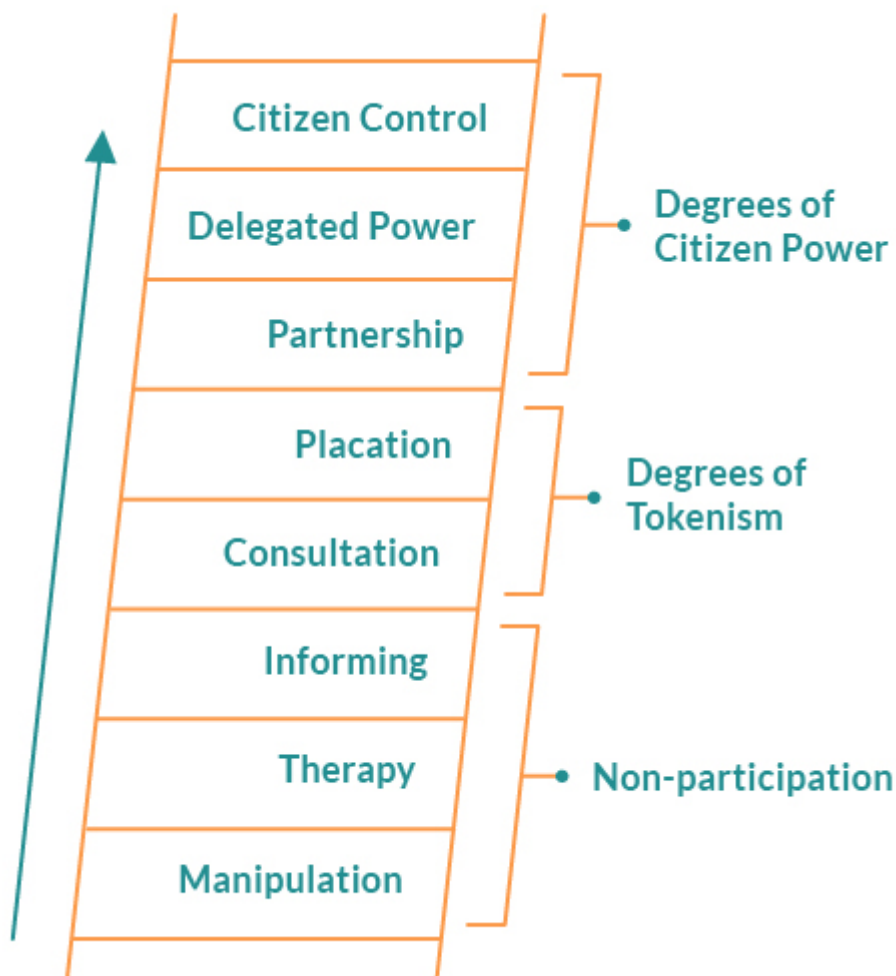 Citizen Control
Delegated Power
Partnership
Placation
Consultation
Informing
Therapy
Manipulation
Degrees of
Citizen Power
Degrees of
Tokenism
Non-participation